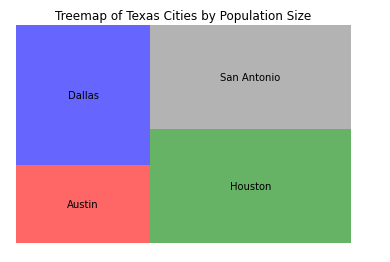 Treemap of Texas Cities by Population Size
San Antonio
Dallas
Houston
Austin